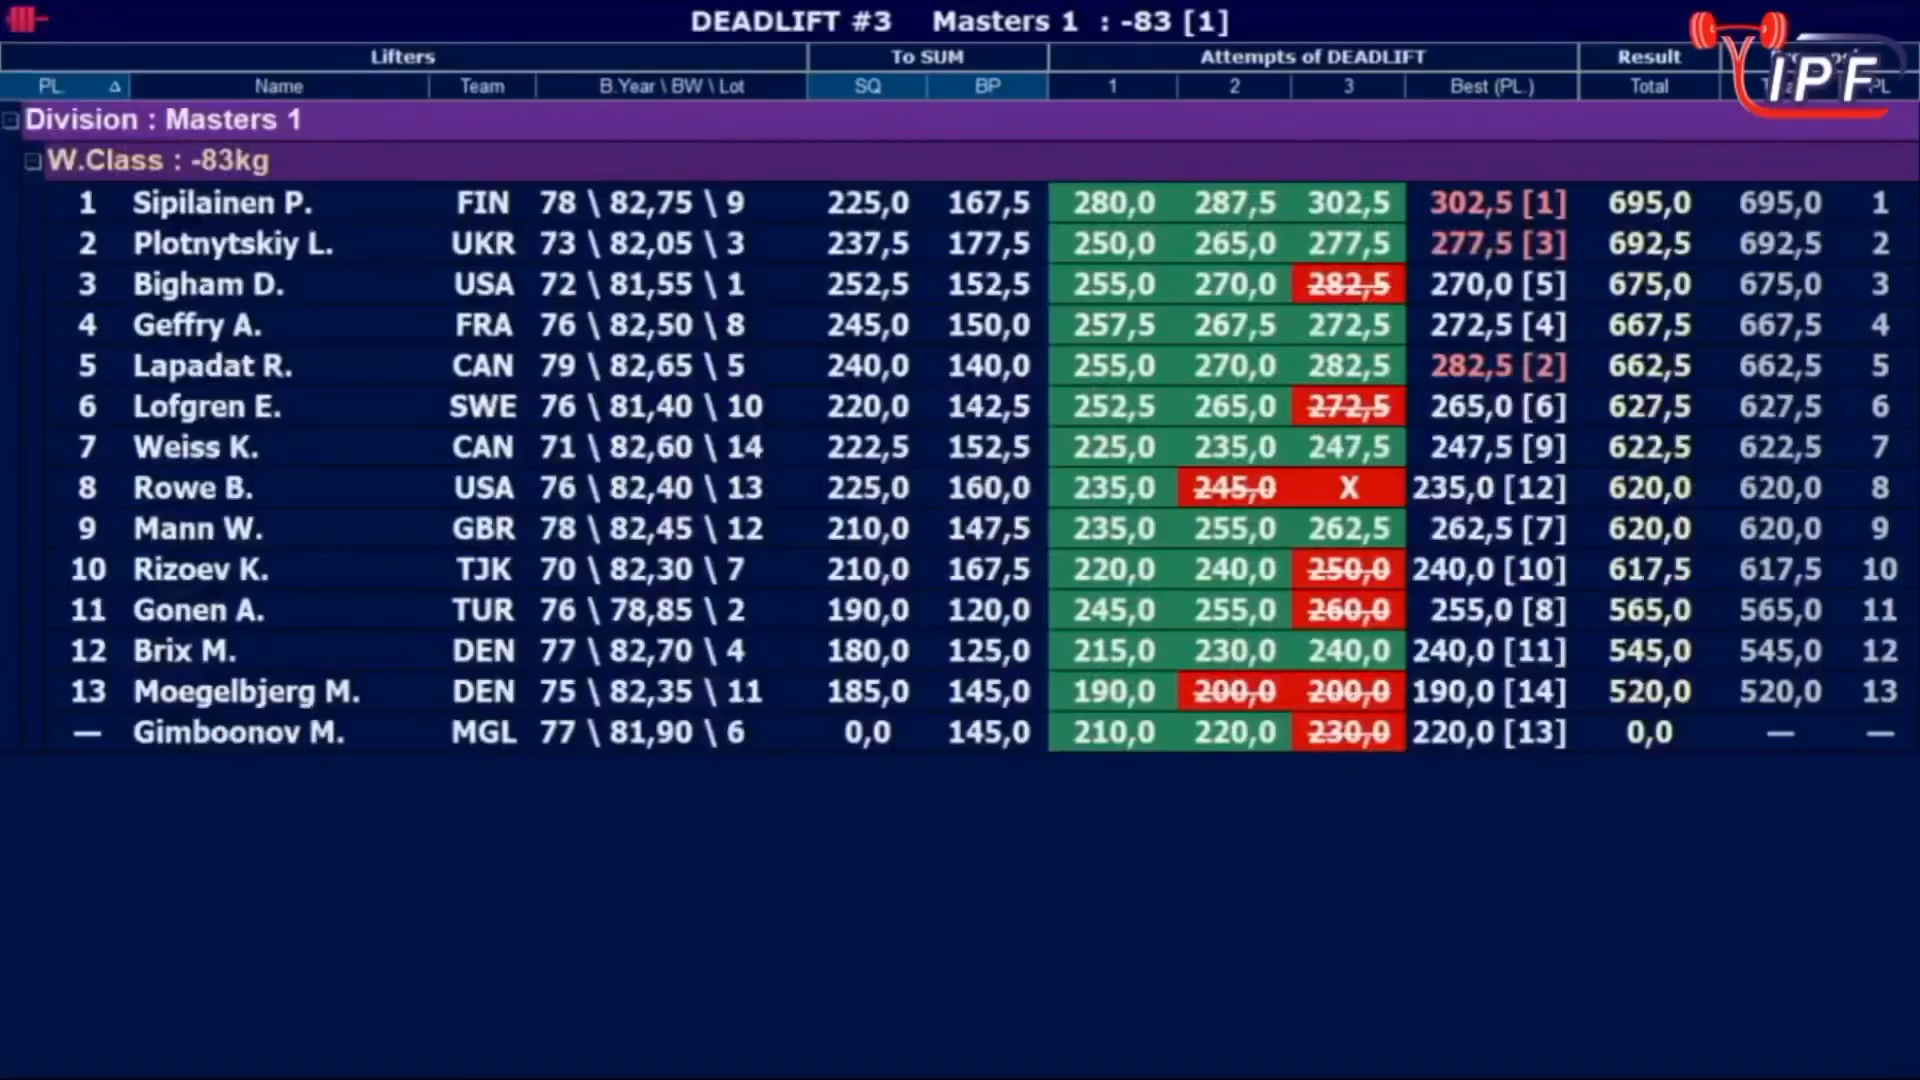 DEADLIFT #3 Masters 1 : -83 [1]
Lifters To SUM Attempts of DEADLIFT Result
PL. Name Team B.Year \ BW \ Lot SQ BP 1 2 3 Best (PL.) Total PL
IPF
Division : Masters 1
W.Class : -83kg
1 Sipilainen P. FIN 78 \ 82,75 \ 9 225,0 167,5 280,0 287,5 302,5 302,5 [1] 695,0 695,0 1
2 Plotnytskiy L. UKR 73 \ 82,05 \ 3 237,5 177,5 250,0 265,0 277,5 277,5 [3] 692,5 692,5 2
3 Bigham D. USA 72 \ 81,55 \ 1 252,5 152,5 255,0 270,0 282,5 270,0 [5] 675,0 675,0 3
4 Geffry A. FRA 76 \ 82,50 \ 8 245,0 150,0 257,5 267,5 272,5 272,5 [4] 667,5 667,5 4
5 Lapadat R. CAN 79 \ 82,65 \ 5 240,0 140,0 255,0 270,0 282,5 282,5 [2] 662,5 662,5 5
6 Lofgren E. SWE 76 \ 81,40 \ 10 220,0 142,5 252,5 265,0 272,5 265,0 [6] 627,5 627,5 6
7 Weiss K. CAN 71 \ 82,60 \ 14 222,5 152,5 225,0 235,0 247,5 247,5 [9] 622,5 622,5 7
8 Rowe B. USA 76 \ 82,40 \ 13 225,0 160,0 235,0 245,0 X 235,0 [12] 620,0 620,0 8
9 Mann W. GBR 78 \ 82,45 \ 12 210,0 147,5 235,0 255,0 262,5 262,5 [7] 620,0 620,0 9
10 Rizoev K. TJK 70 \ 82,30 \ 7 210,0 167,5 220,0 240,0 250,0 240,0 [10] 617,5 617,5 10
11 Gonen A. TUR 76 \ 78,85 \ 2 190,0 120,0 245,0 255,0 260,0 255,0 [8] 565,0 565,0 11
12 Brix M. DEN 77 \ 82,70 \ 4 180,0 125,0 215,0 230,0 240,0 240,0 [11] 545,0 545,0 12
13 Moegelbjerg M. DEN 75 \ 82,35 \ 11 185,0 145,0 190,0 200,0 200,0 190,0 [14] 520,0 520,0 13
— Gimboonov M. MGL 77 \ 81,90 \ 6 0,0 145,0 210,0 220,0 230,0 220,0 [13] 0,0 — —